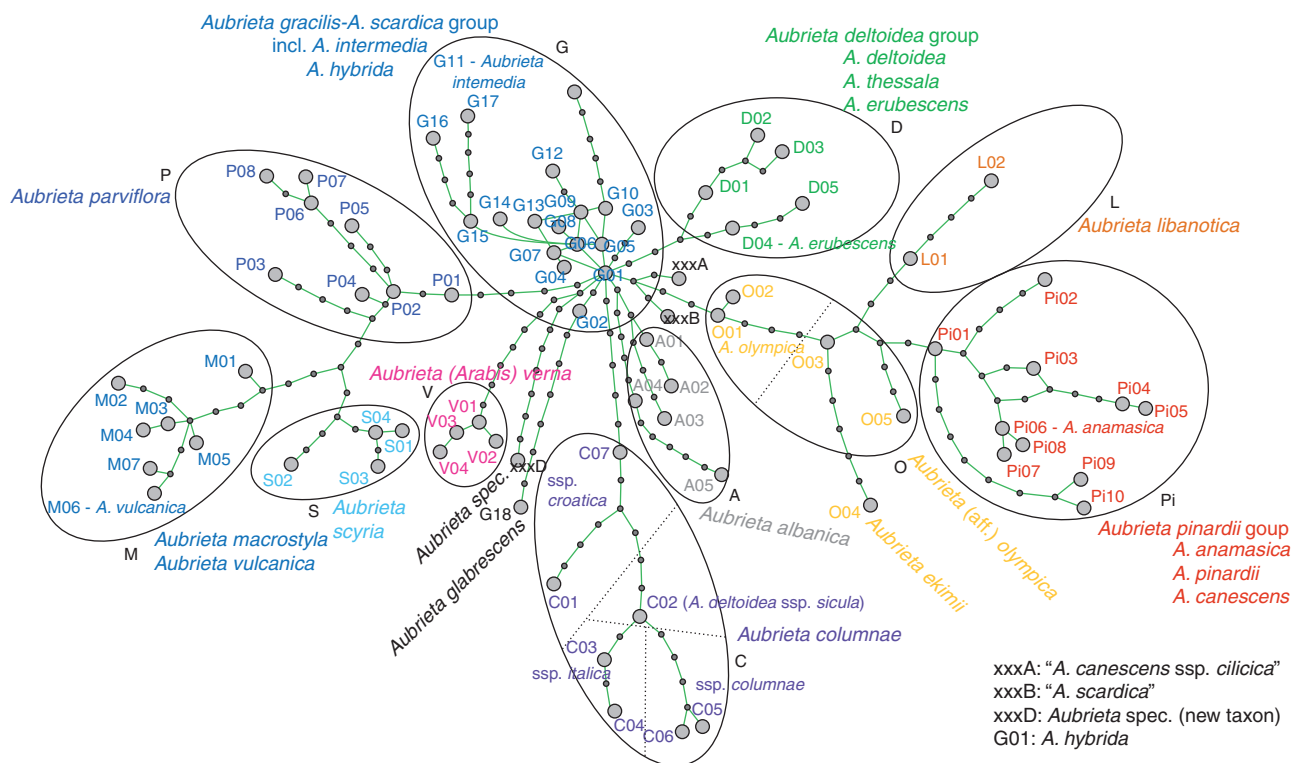 Aubrieta gracilis-A. scardica group
incl. A. intermedia
A. hybrida
G
G11 - Aubrieta
intemedia
G17
G16
G12
G14
G13
G09
G10
G03
G08
G15
G06
G05
G07
G04
G01
G02
Aubrieta deltoidea group
A. deltoidea
A. thessala
A. erubescens
D
D02
D03
D01
D05
D04 - A. erubescens
L02
L
Aubrieta libanotica
L01
P
Aubrieta parviflora
P08
P07
P06
P05
P03
P04
P01
P02
xxxA
xxxB
O02
O01
A. olympica
O03
O05
O
O04
Aubrieta ekimii
Aubrieta (aff.) olympica
Pi01
Pi02
Pi03
Pi04
Pi05
Pi06 - A. anamasica
Pi08
Pi07
Pi09
Pi10
Pi
Aubrieta pinardii goup
A. anamasica
A. pinardii
A. canescens
M01
M02
M03
M04
M05
M07
M06 - A. vulcanica
M
Aubrieta macrostyla
Aubrieta vulcanica
S04
S01
S02
S03
S
Aubrieta
scyria
Aubrieta (Arabis) verna
V
V01
V03
V02
V04
xxxD
Aubrieta spec.
G18
Aubrieta glabrescens
A01
A02
A04
A03
A05
A
Aubrieta albanica
C07
ssp.
croatica
C01
C02 (A. deltoidea ssp. sicula)
Aubrieta columnae
C03
C
ssp. italica
ssp. columnae
C04
C05
C06
xxxA: “A. canescens ssp. cilicica”
xxxB: “A. scardica”
xxxD: Aubrieta spec. (new taxon)
G01: A. hybrida